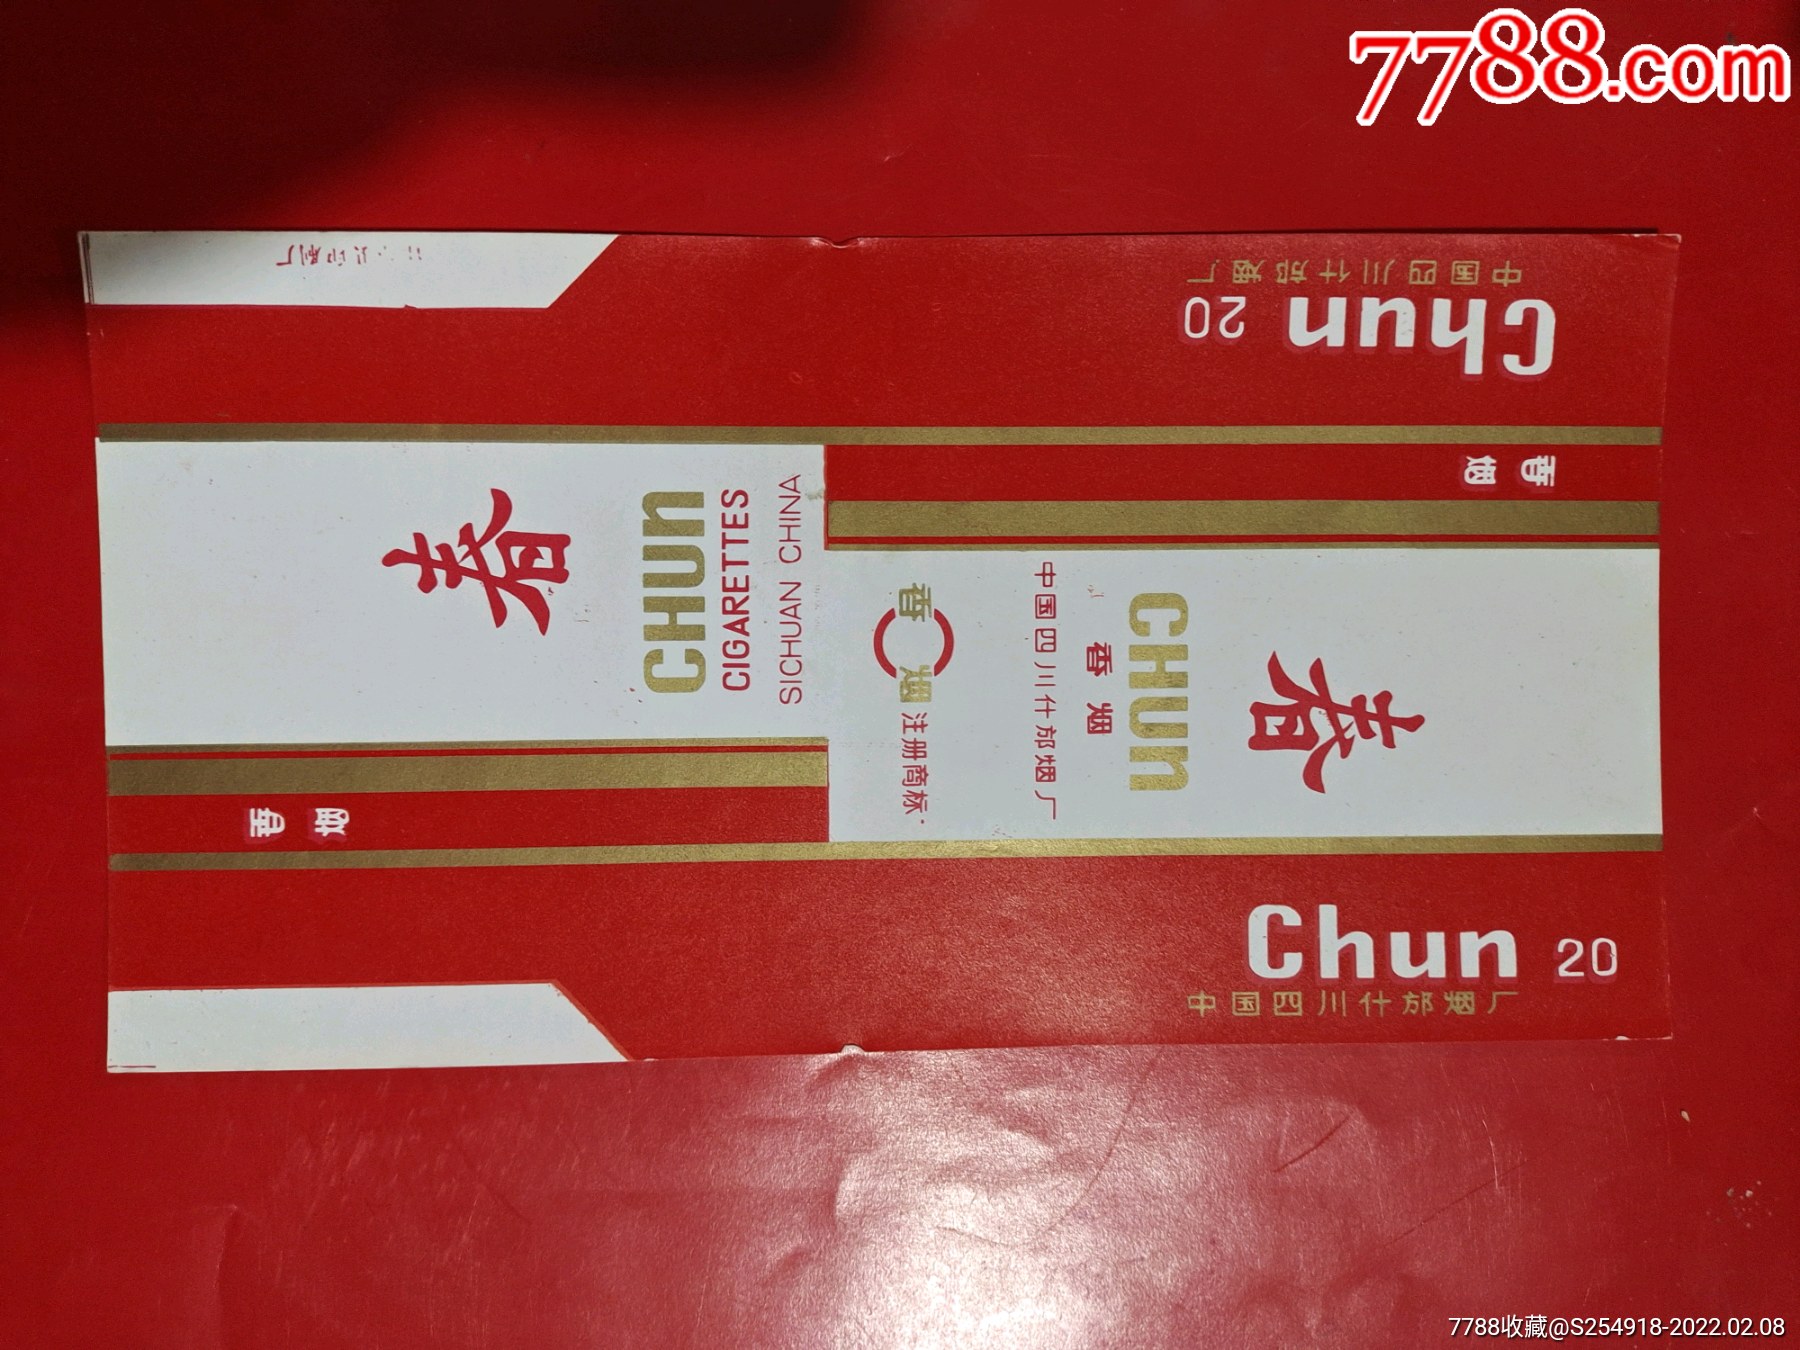 7788.com
印刷厂
中国四川什邡烟厂
Chun 20
香烟
春
CHUN
CIGARETTES
SICHUAN CHINA
香烟
注册商标
中国四川什邡烟厂
香烟
CHUN
春
香烟
Chun 20
中国四川什邡烟厂
7788收藏@S254918-2022.02.08